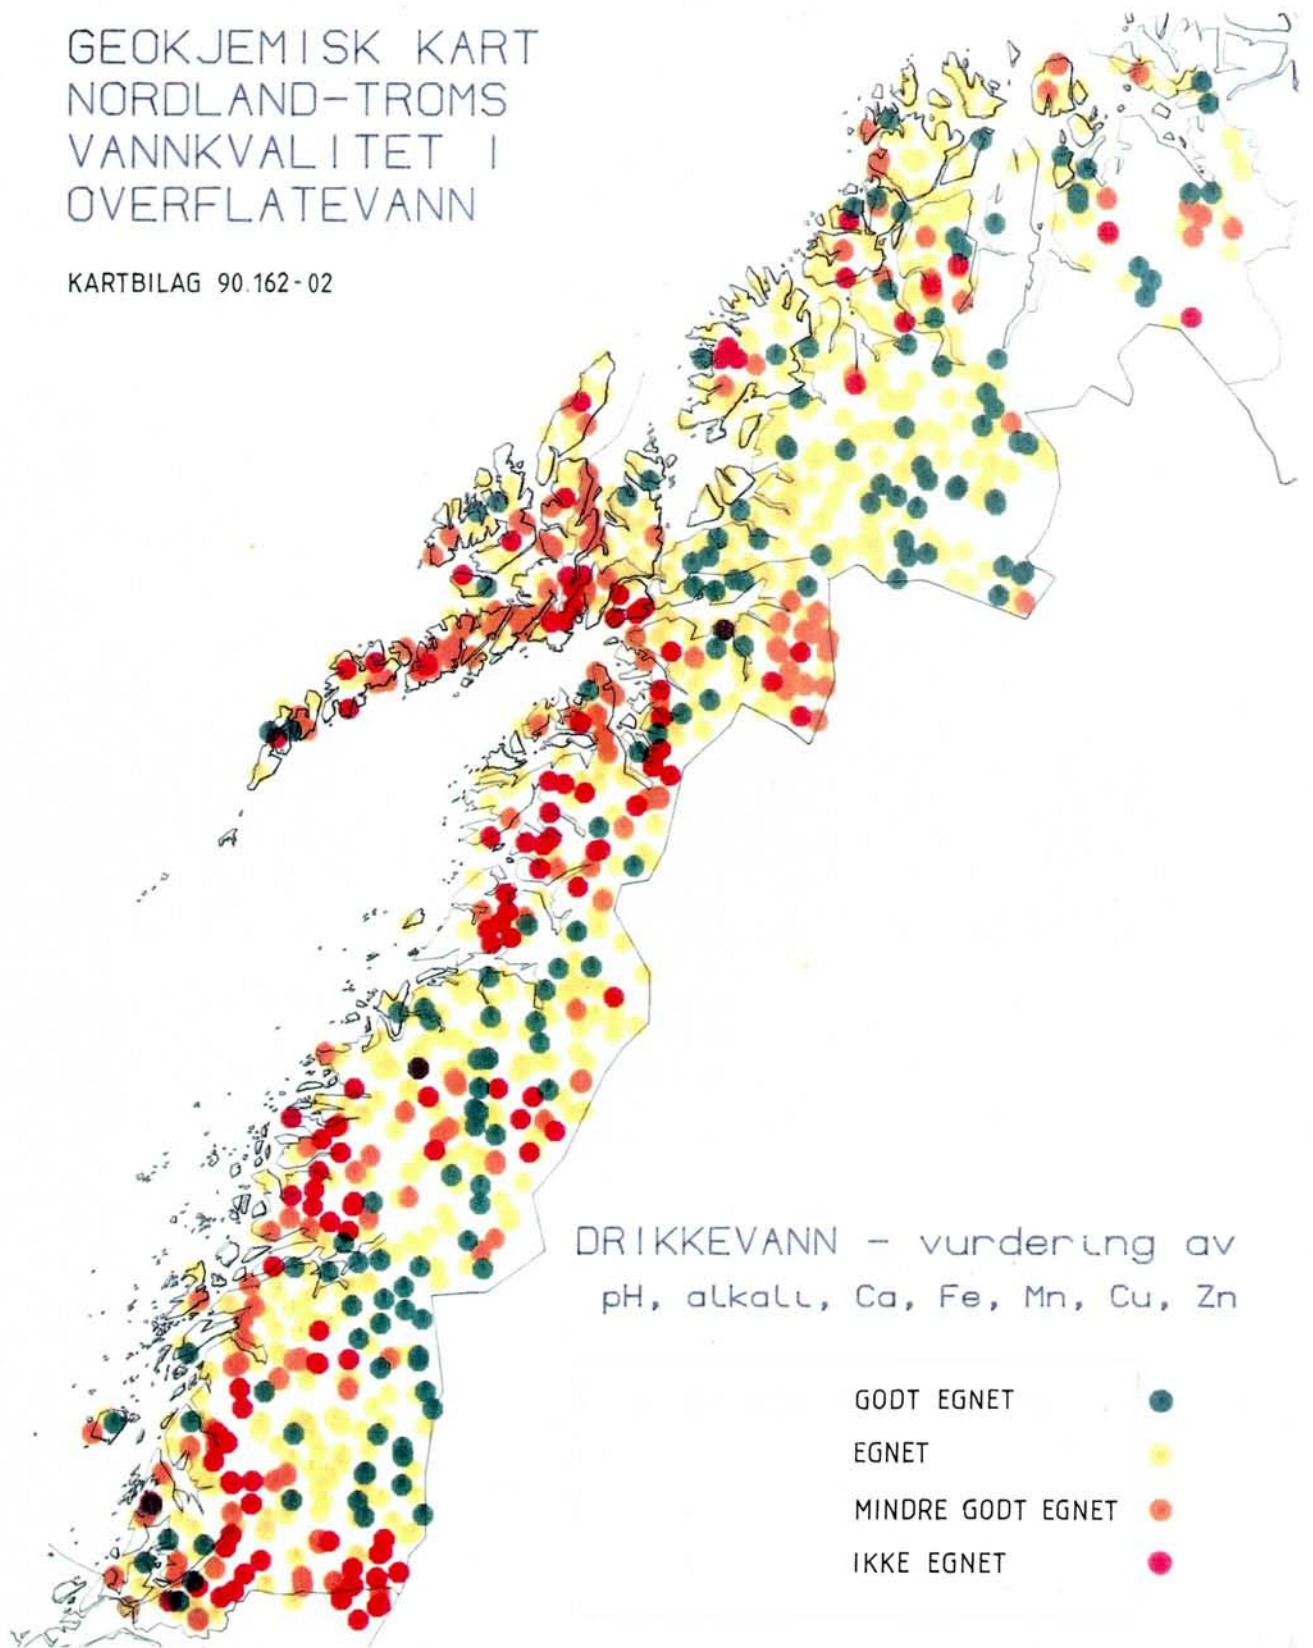 GEOKJEMISK KART
NORDLAND-TROMS
VANNKVALITET I
OVERFLATEVANN
KARTBILAG 90.162-02
DRIKKEVANN - vurdering av
pH, alkali, Ca, Fe, Mn, Cu, Zn
GODT EGNET
EGNET
MINDRE GODT EGNET
IKKE EGNET